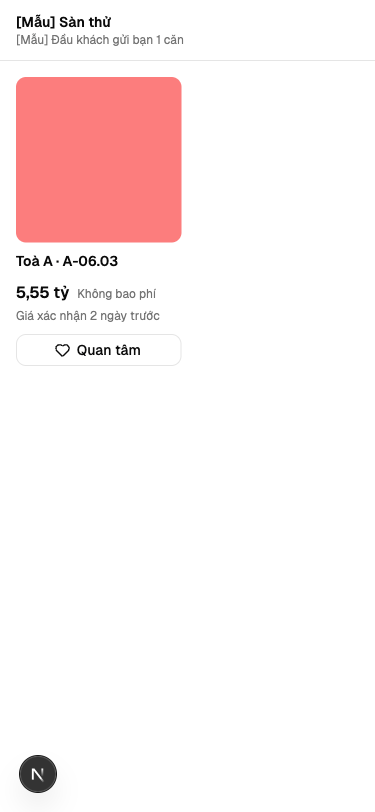 [Mẫu] Sàn thử
[Mẫu] Đầu khách gửi bạn 1 căn
Toà A · A-06.03
5,55 tỷ Không bao phí
Giá xác nhận 2 ngày trước
Quan tâm
N